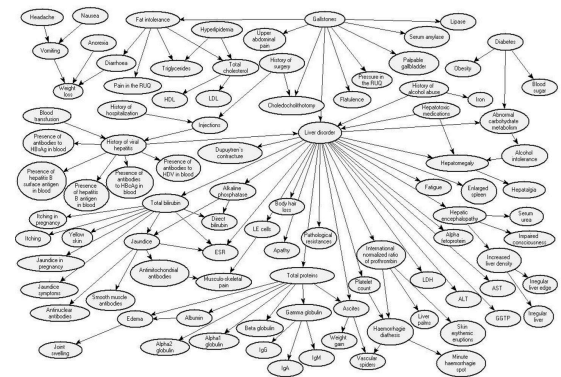 Headache
Nausea
Fat intolerance
Gallstones
Lipase
Upper
abdominal
pain
Serum amylace
Hyperlipidemia
Vomiting
Anorexia
Diabetes
Diarrhoea
Total
cholesterol
History of
surgery
Palpable
gallbladder
Triglycerides
Obesity
Weight
loss
Pain in the RUQ
Pressure in
the RUQ
Blood
sugar
History of
alcohol abuse
HDL
LDL
Choledocholithotomy
Flatulence
Iron
History of
hospitalization
Hepatotoxic
medications
Blood
transfusion
Injections
Abnormal
carbohydrate
metabolism
Liver disorder
Presence of
antibodies to
HBsAg in blood
History of viral
hepatitis
Dupuytren's
contracture
Alcohol
intolerance
Hepatomegaly
Presence of
hepatitis B
surface antigen
in blood
Presence of
hepatitis B
antigen in
blood
Presence of
antibodies to
HBoAg in blood
Presence of
antibodies to
HDV in blood
Alkaline
phosphatase
Fatigue
Enlarged
spleen
Hepatalgia
Total bilirubin
Body hair
loss
Itching in
pregnancy
Direct
bilirubin
Hepatic
encephalopathy
Serum
urea
Itching
Yellow
skin
LE cells
Pathological
resistances
Alpha
fetoprotein
Impaired
consciousness
Jaundice
ESR
Apathy
International
normalized ratio
of prothrombin
Increased
liver density
Jaundice in
pregnancy
Antimitochondial
antibodies
Musculo-skeletal
pain
Total proteins
Platelet
count
LDH
ALT
AST
Irregular
liver edge
Jaundice
symptoms
Smooth muscle
antibodies
Antinuclear
antibodies
Ascites
GGTP
Irregular
liver
Edema
Albumin
Beta globulin
Gamma globulin
Haemorrhagie
diathesis
Liver
palms
Skin
erythemic
eruptions
Joint
swelling
Alpha2
globulin
Alpha1
globulin
IgG
IgA
IgM
Weight
gain
Vascular
spiders
Minute
haemorrhage
spot